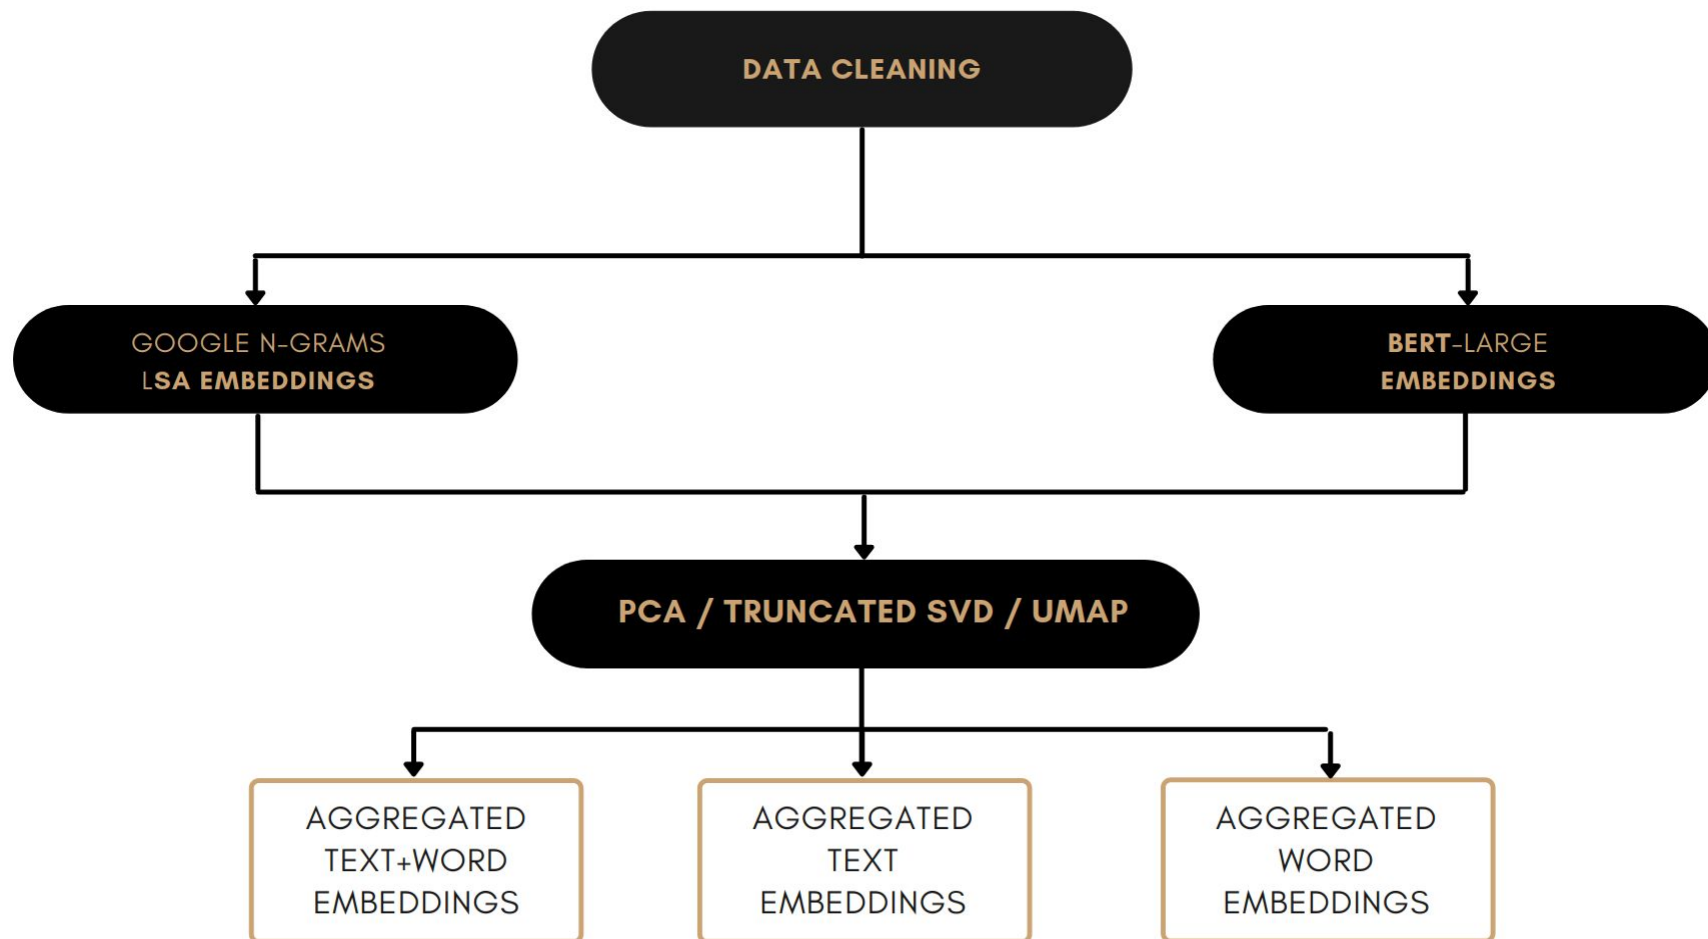 DATA CLEANING
GOOGLE N-GRAMS
LSA EMBEDDINGS
BERT-LARGE
EMBEDDINGS
PCA / TRUNCATED SVD / UMAP
AGGREGATED
TEXT+WORD
EMBEDDINGS
AGGREGATED
TEXT
EMBEDDINGS
AGGREGATED
WORD
EMBEDDINGS